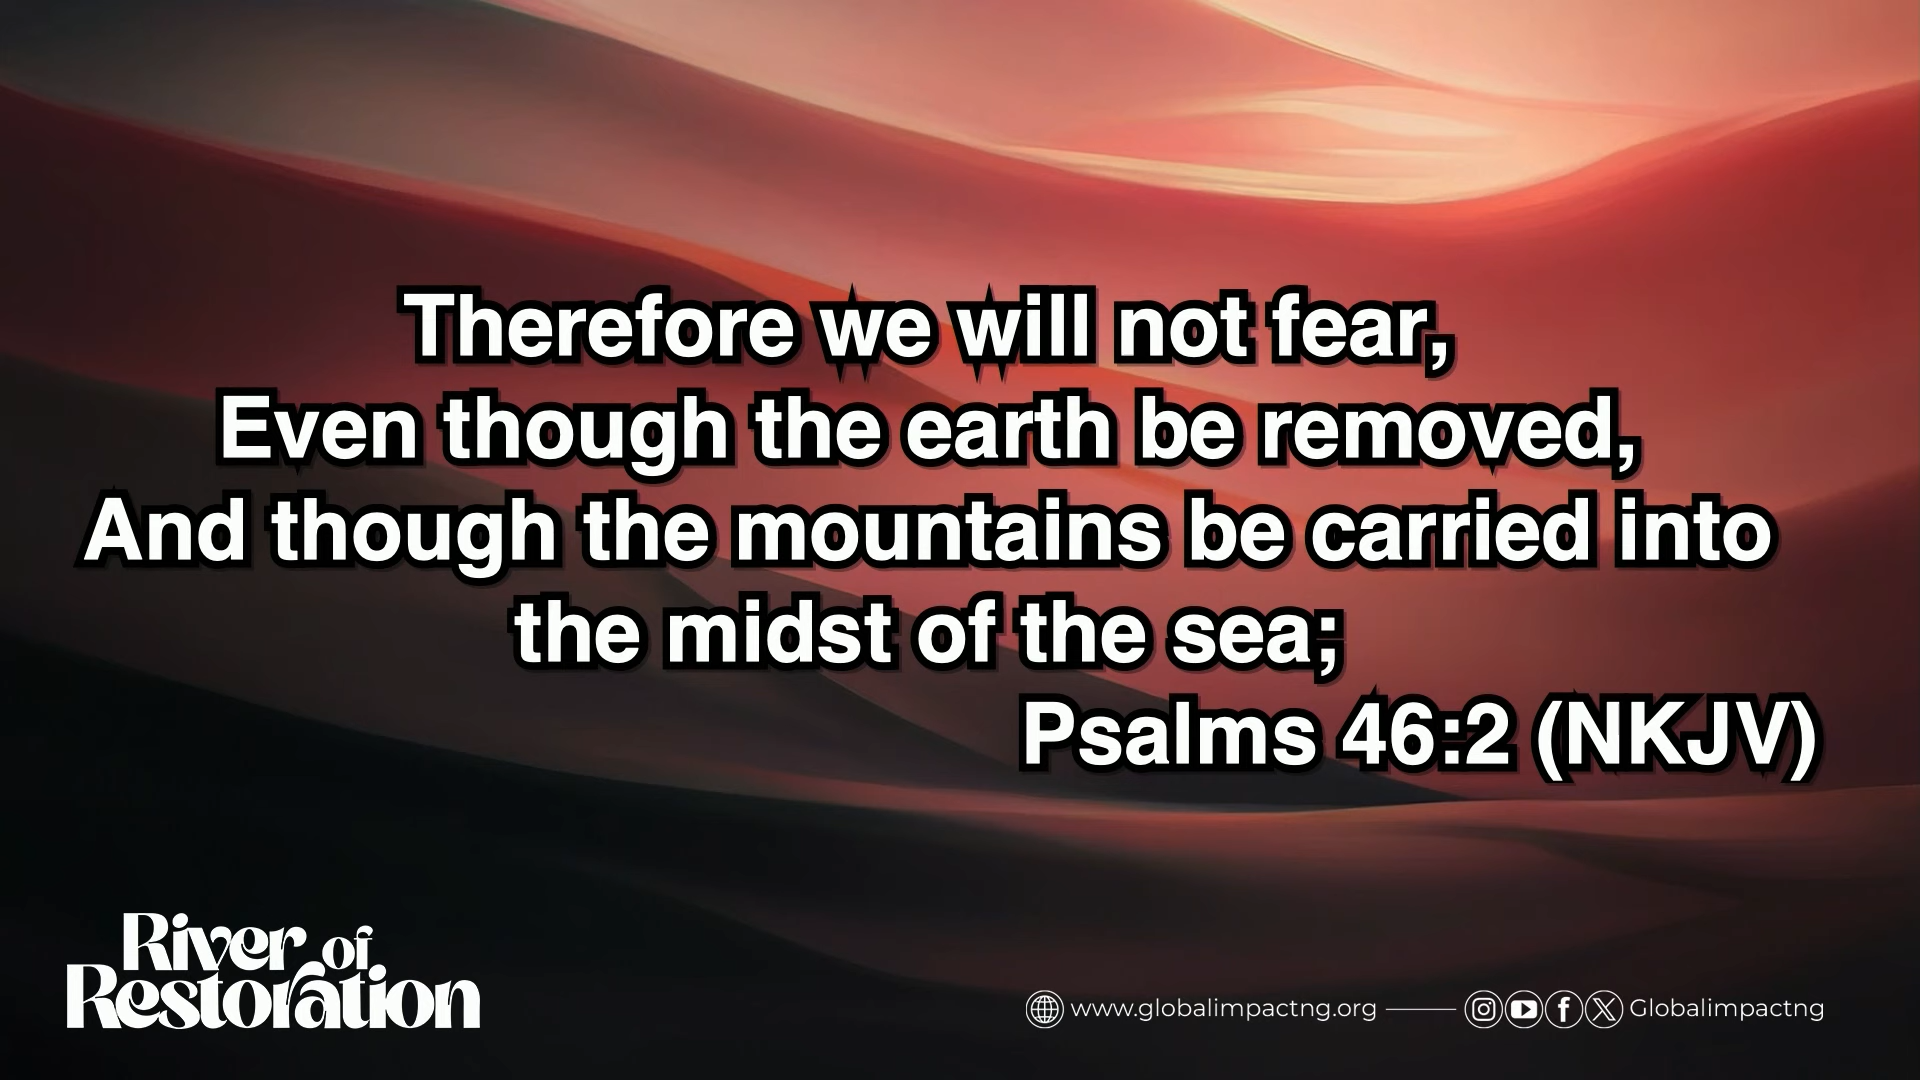 Therefore we will not fear,
Even though the earth be removed,
And though the mountains be carried into
the midst of the sea;
Psalms 46:2 (NKJV)
River of
Restoration
www.globalimpactng.org
Globalimpactng